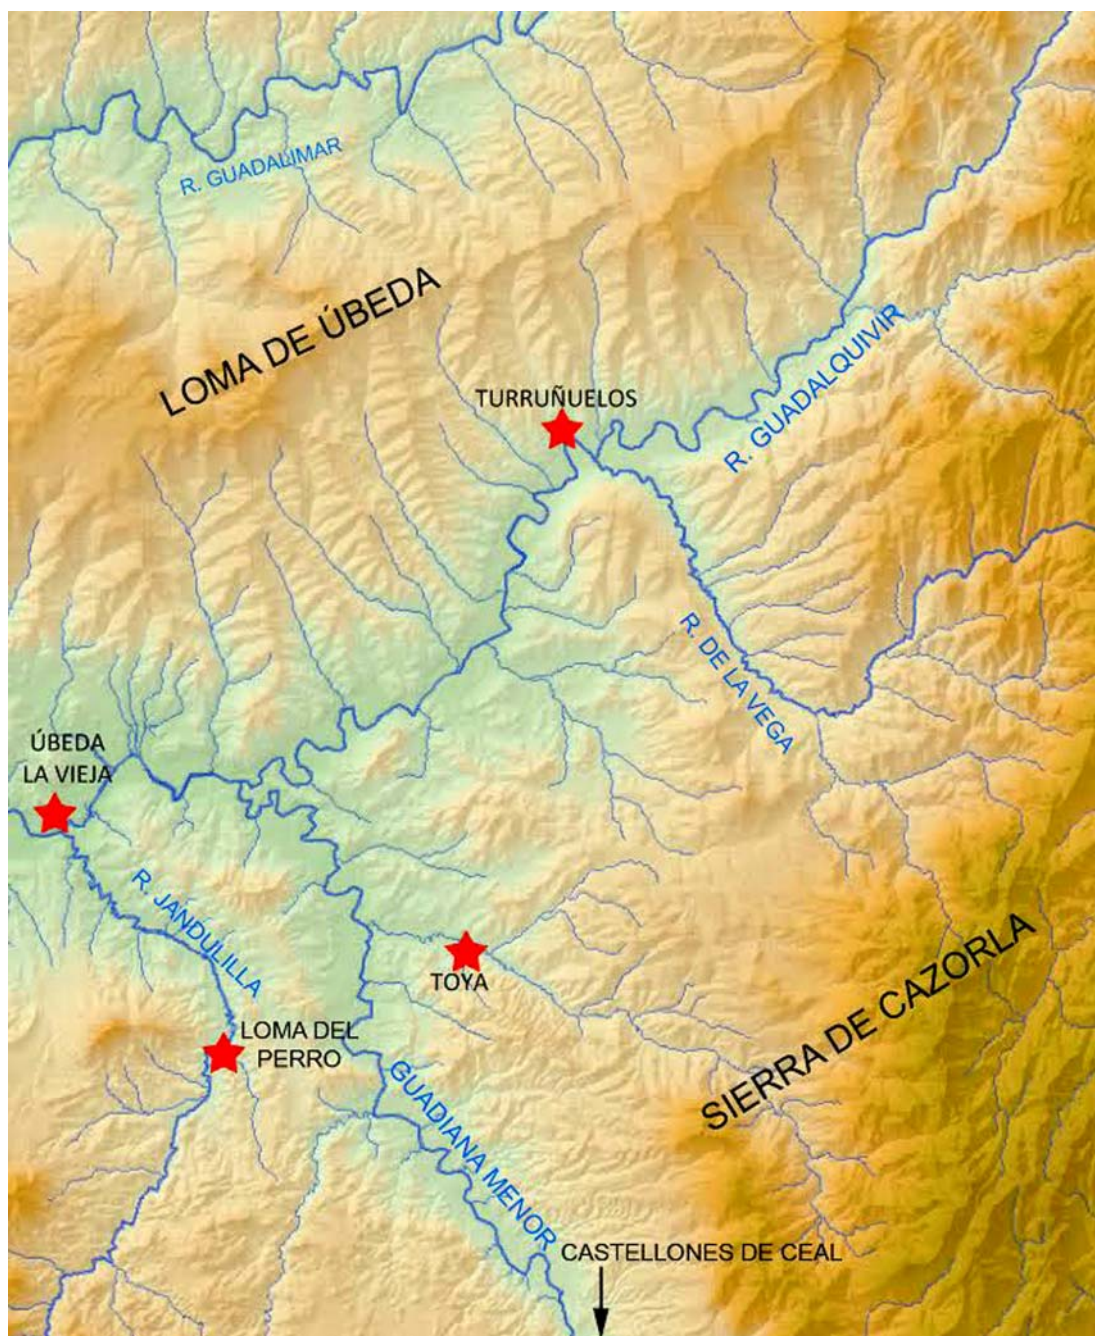 R. GUADALIMAR
LOMA DE ÚBEDA
TURRUÑUELOS
R. GUADALQUIVIR
R. DE LA VEGA
ÚBEDA
LA VIEJA
R. JANDULILLA
TOYA
LOMA DEL
PERRO
SIERRA DE CAZORLA
GUADIANA MENOR
CASTELLONES DE CEAL